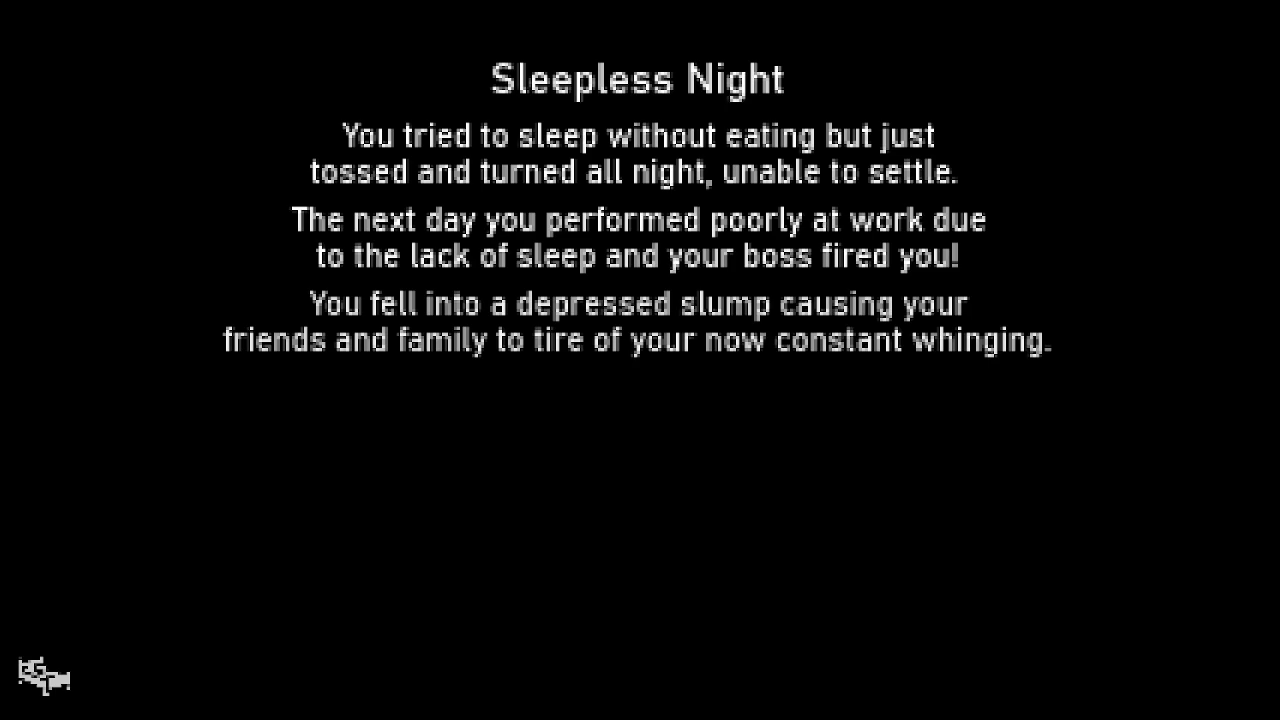 Sleepless Night
You tried to sleep without eating but just
tossed and turned all night, unable to settle.
The next day you performed poorly at work due
to the lack of sleep and your boss fired you!
You fell into a depressed slump causing your
friends and family to tire of your now constant whinging.